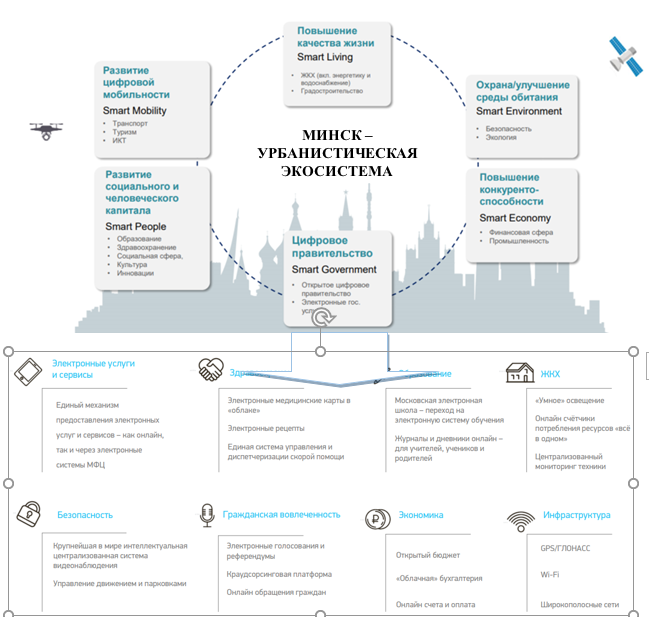 Повышение
качества жизни
Smart Living
• ЖКХ (вкл. энергетику и
водоснабжение)
• Градостроительство
Развитие
цифровой
мобильности
Smart Mobility
• Транспорт
• Туризм
• ИКТ
Охрана/улучшение
среды обитания
Smart Environment
• Безопасность
• Экология
МИНСК –
УРБАНИСТИЧЕСКАЯ
ЭКОСИСТЕМА
Развитие
социального и
человеческого
капитала
Smart People
• Образование
• Здравоохранение
• Социальная сфера,
• Культура
• Инновации
Повышение
конкуренто-
способности
Smart Economy
• Финансовая сфера
• Промышленность
Цифровое
правительство
Smart Government
• Открытое цифровое
правительство
• Электронные гос.
Электронные услуги
и сервисы
Единый механизм
предоставления электронных
услуг и сервисов – как онлайн,
так и через электронные
системы МФЦ
Электронные медицинские карты в
«облаке»
Электронные рецепты
Единая система управления и
диспетчеризации скорой помощи
Московская электронная
школа – переход на
электронную систему обучения
Журналы и дневники онлайн –
для учителей, учеников и
родителей
ЖКХ
«Умное» освещение
Онлайн счётчики
потребления ресурсов «всё
в одном»
Централизованный
мониторинг техники
Безопасность
Крупнейшая в мире интеллектуальная
централизованная система
видеонаблюдения
Управление движением и парковками
Гражданская вовлеченность
Электронные голосования и
референдумы
Краудсорсинговая платформа
Онлайн обращения граждан
Экономика
Открытый бюджет
«Облачная» бухгалтерия
Онлайн счета и оплата
Инфраструктура
GPS/ГЛОНАСС
Wi-Fi
Широкополосные сети